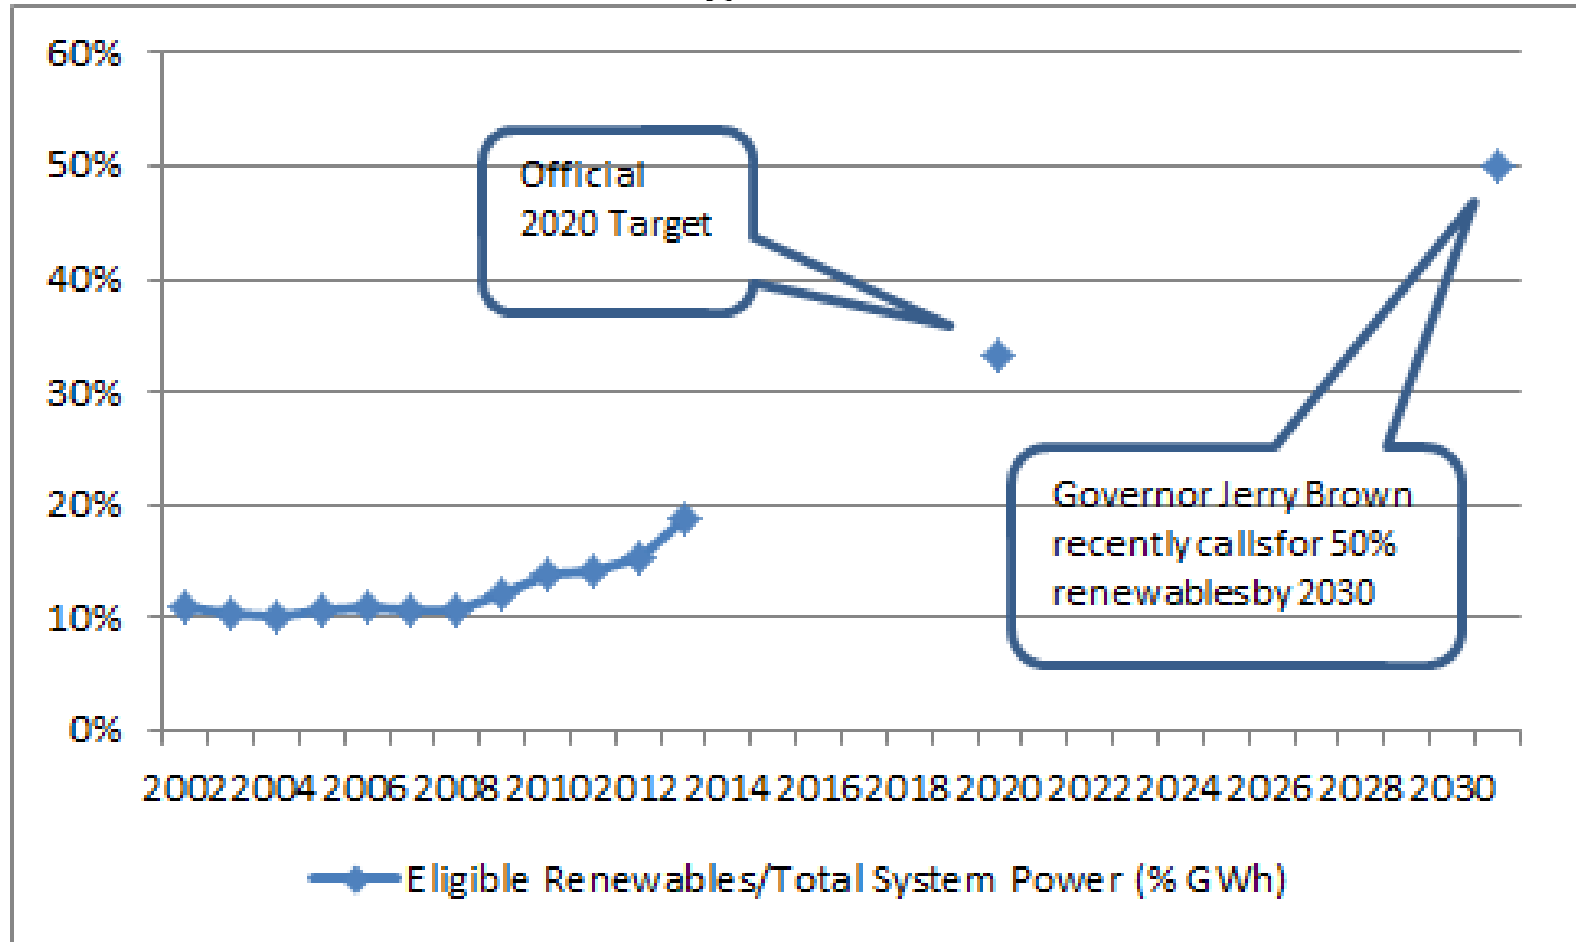 60%
50%
40%
30%
20%
10%
0%
Official
2020 Target
Governor Jerry Brown
recently calls for 50%
renewables by 2030
2002 2004 2006 2008 2010 2012 2014 2016 2018 2020 2022 2024 2026 2028 2030
Eligible Renewables/Total System Power (% GWh)